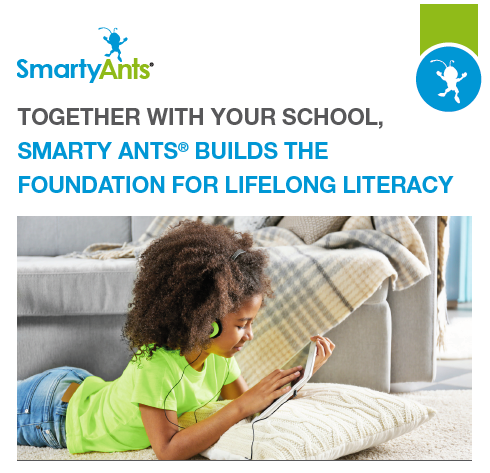 SmartyAnts®
TOGETHER WITH YOUR SCHOOL,
SMARTY ANTS® BUILDS THE
FOUNDATION FOR LIFELONG LITERACY